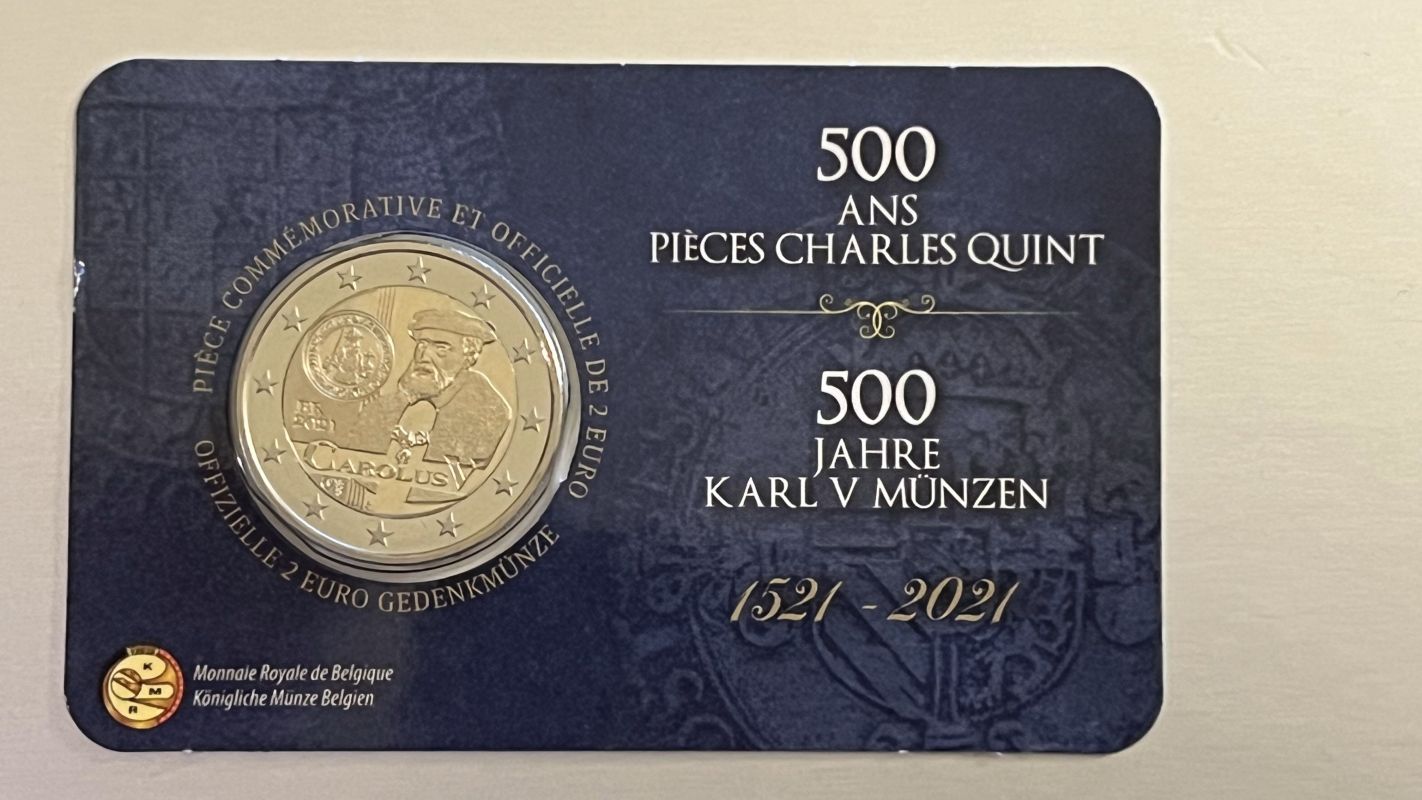 PIÈCE COMMÉMORATIVE ET OFFICIELLE DE 2 EURO
OFFIZIELLE 2 EURO GEDENKMÜNZE
BE
2021
CAROLUS V
500
ANS
PIÈCES CHARLES QUINT
500
JAHRE
KARL V MÜNZEN
1521 - 2021
K
M
A
Monnaie Royale de Belgique
Königliche Münze Belgien